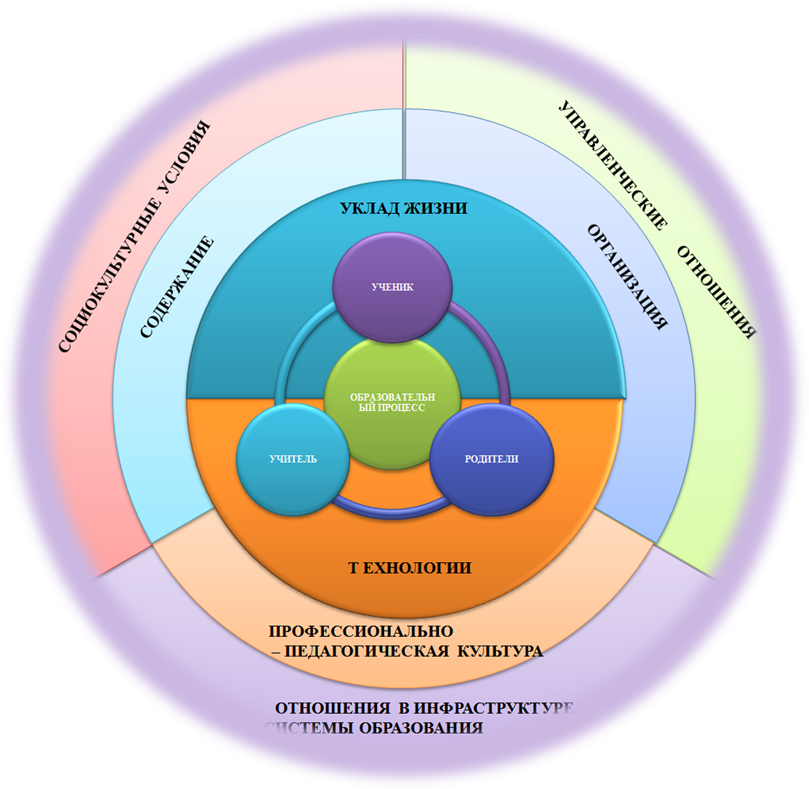 СОЦИОКУЛЬТУРНЫЕ УСЛОВИЯ
СОДЕРЖАНИЕ
УПРАВЛЕНЧЕСКИЕ ОТНОШЕНИЯ
ОРГАНИЗАЦИЯ
УКЛАД ЖИЗНИ
УЧЕНИК
ОБРАЗОВАТЕЛЬН
ЫЙ ПРОЦЕСС
УЧИТЕЛЬ
РОДИТЕЛИ
Т ЕХНОЛОГИИ
ПРОФЕССИОНАЛЬНО
– ПЕДАГОГИЧЕСКАЯ КУЛЬТУРА
ОТНОШЕНИЯ В ИНФРАСТРУКТУРЕ
СИСТЕМЫ ОБРАЗОВАНИЯ